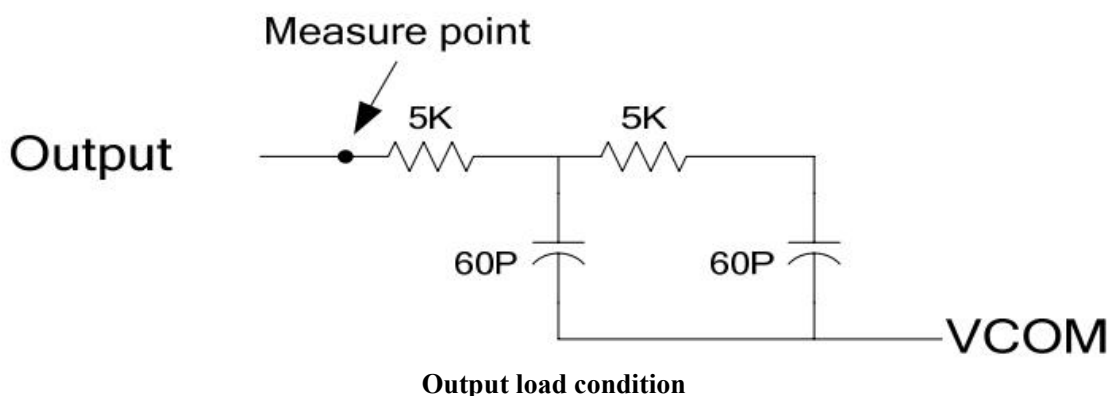 Measure point
5K
5K
Output
60P
60P
VCOM
Output load condition